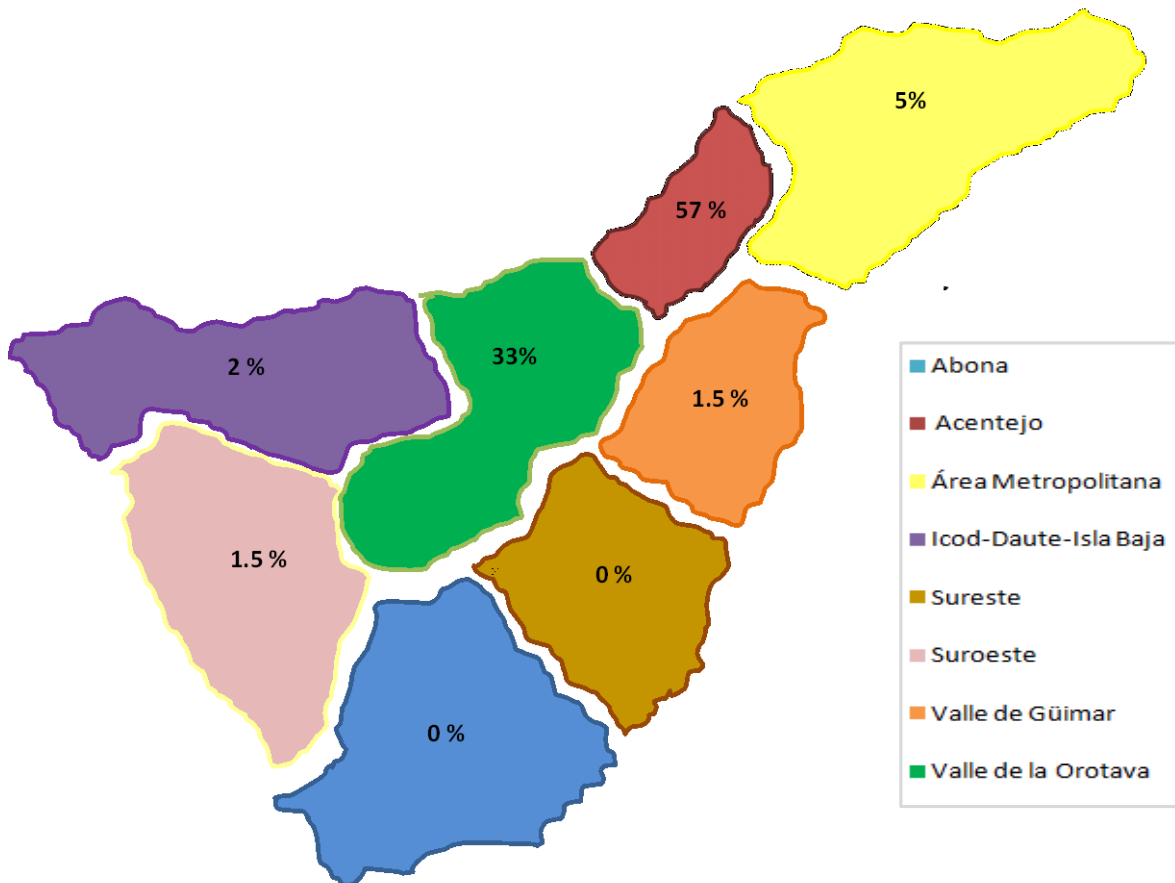 5%
57 %
33%
2 %
1.5 %
1.5 %
0 %
0 %
Abona
Acentejo
Área Metropolitana
Icod-Daute-Isla Baja
Sureste
Suroeste
Valle de Güimar
Valle de la Orotava